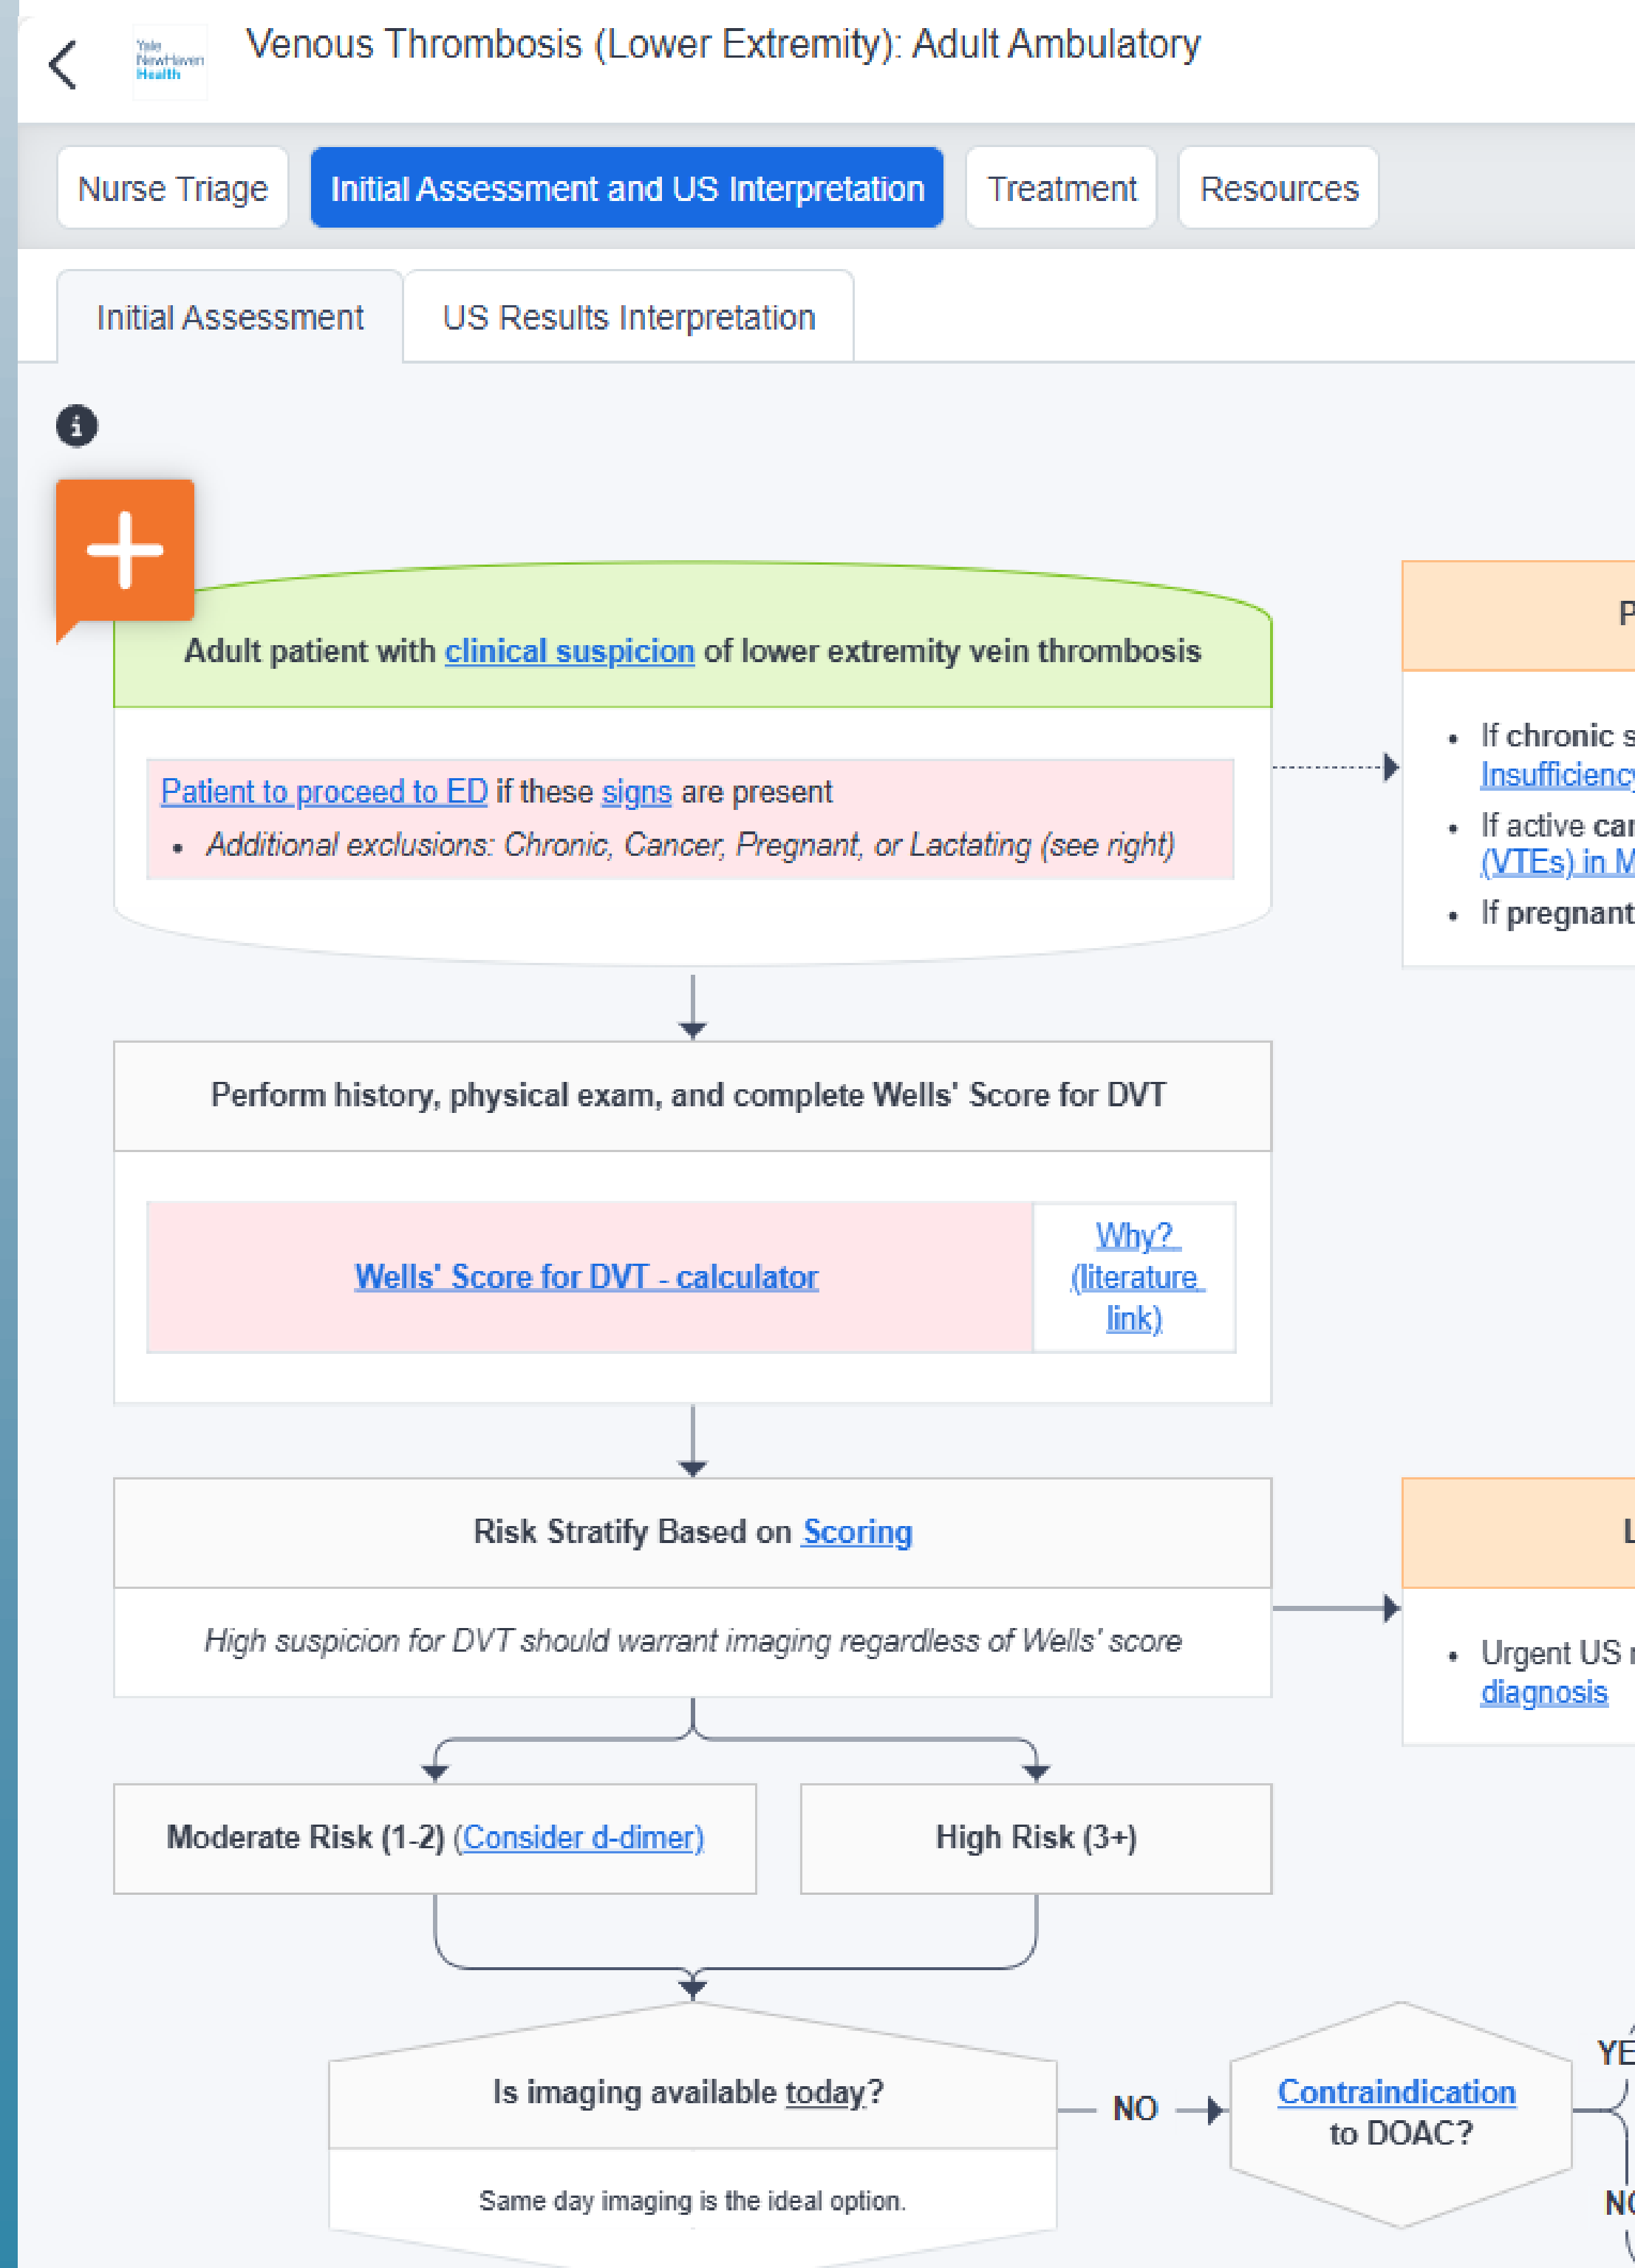 Yale
NewHaven
Health
Venous Thrombosis (Lower Extremity): Adult Ambulatory
Nurse Triage
Initial Assessment and US Interpretation
Treatment
Resources
Initial Assessment
US Results Interpretation
Adult patient with clinical suspicion of lower extremity vein thrombosis
Patient to proceed to ED if these signs are present
• Additional exclusions: Chronic, Cancer, Pregnant, or Lactating (see right)
P
• If chronic s
Insufficiency
• If active car
(VTEs) in M
• If pregnant
Perform history, physical exam, and complete Wells' Score for DVT
Wells' Score for DVT - calculator
Why?
(literature
link)
Risk Stratify Based on Scoring
High suspicion for DVT should warrant imaging regardless of Wells' score
L
• Urgent US
diagnosis
Moderate Risk (1-2) (Consider d-dimer)
High Risk (3+)
Is imaging available today?
Same day imaging is the ideal option.
NO
Contraindication
to DOAC?
YE
NO